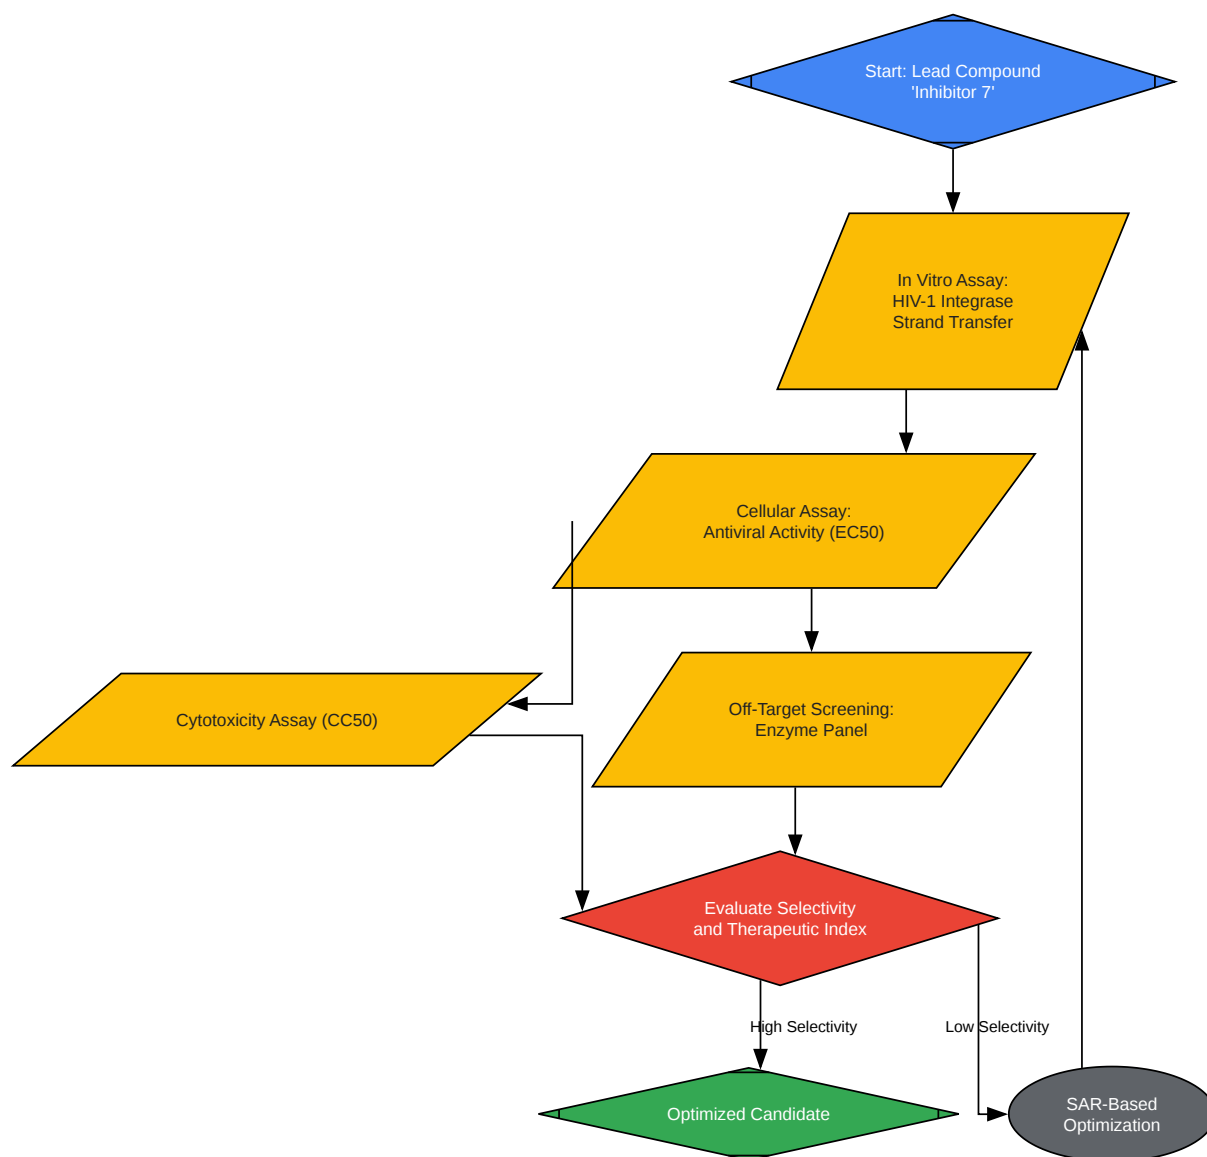 Start: Lead Compound
'Inhibitor 7'
In Vitro Assay:
HIV-1 Integrase
Strand Transfer
Cellular Assay:
Antiviral Activity (EC50)
Cytotoxicity Assay (CC50)
Off-Target Screening:
Enzyme Panel
Evaluate Selectivity
and Therapeutic Index
High Selectivity
Low Selectivity
Optimized Candidate
SAR-Based
Optimization